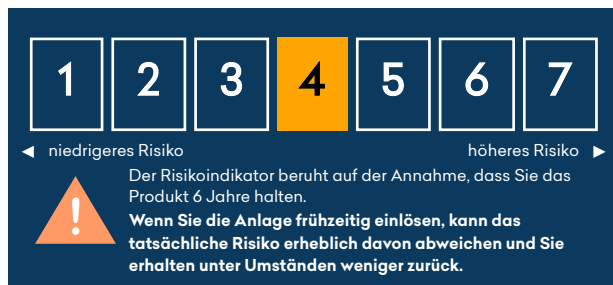 1 2 3 4 5 6 7
◄ niedrigeres Risiko höheres Risiko ►
Der Risikoindikator beruht auf der Annahme, dass Sie das
Produkt 6 Jahre halten.
Wenn Sie die Anlage frühzeitig einlösen, kann das
tatsächliche Risiko erheblich davon abweichen und Sie
erhalten unter Umständen weniger zurück.